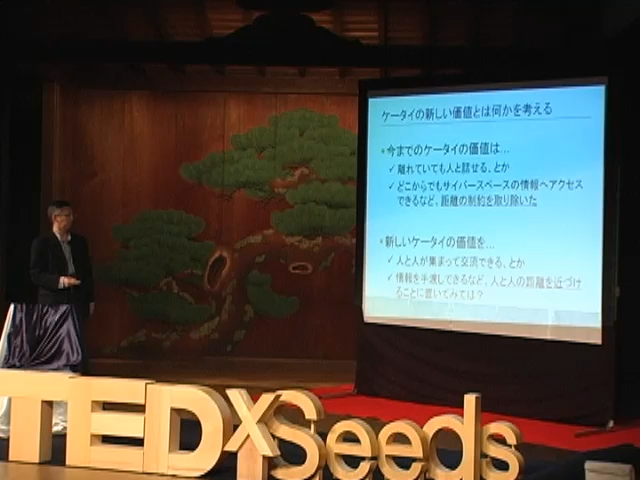 ケータイの新しい価値とは何かを考える
今までのケータイの価値は...
離れていても人と話せる、とか
どこからでもサイバースペースの情報へアクセス
できるなど、距離の制約を取り除いた
新しいケータイの価値を...
人と人が集まって交流できる、とか
情報を手渡しできるなど、人と人の距離を近づけ
ることに置いてみては？
TEDxSeeds